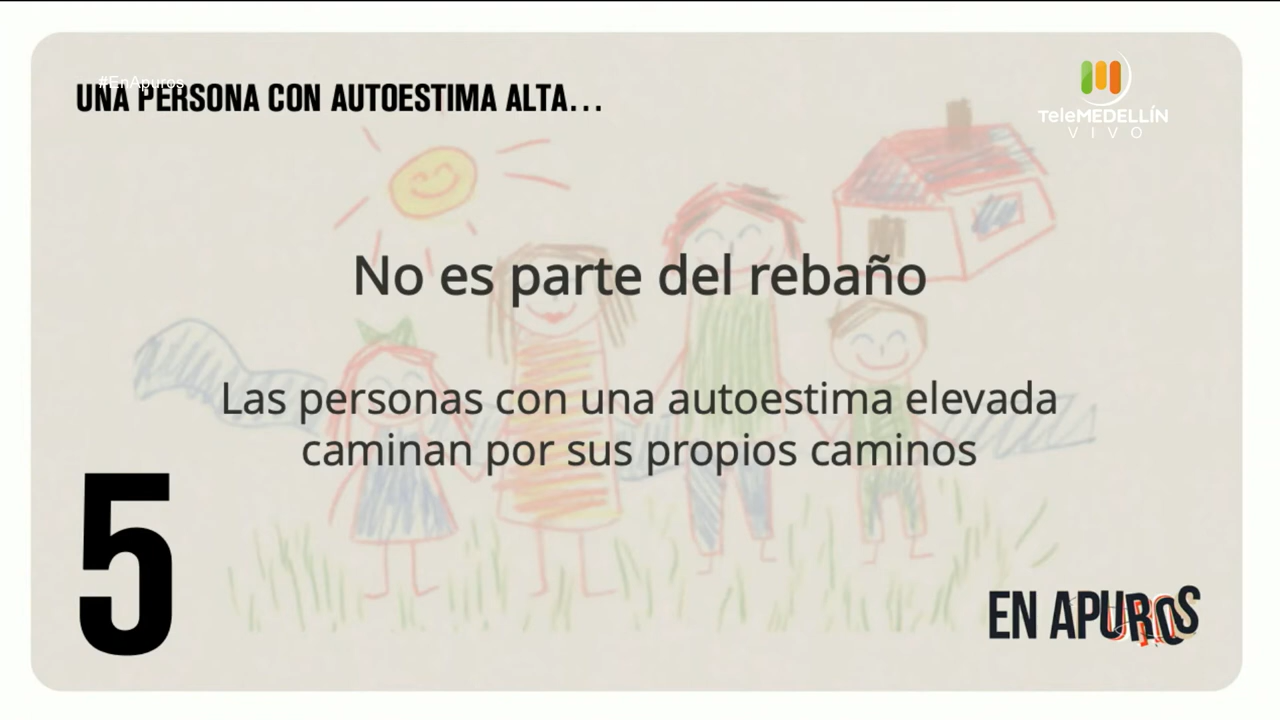 #EnApuros
UNA PERSONA CON AUTOESTIMA ALTA...
TeleMEDELLÍN
VIVO
No es parte del rebaño
Las personas con una autoestima elevada
caminan por sus propios caminos
5
EN APUROS